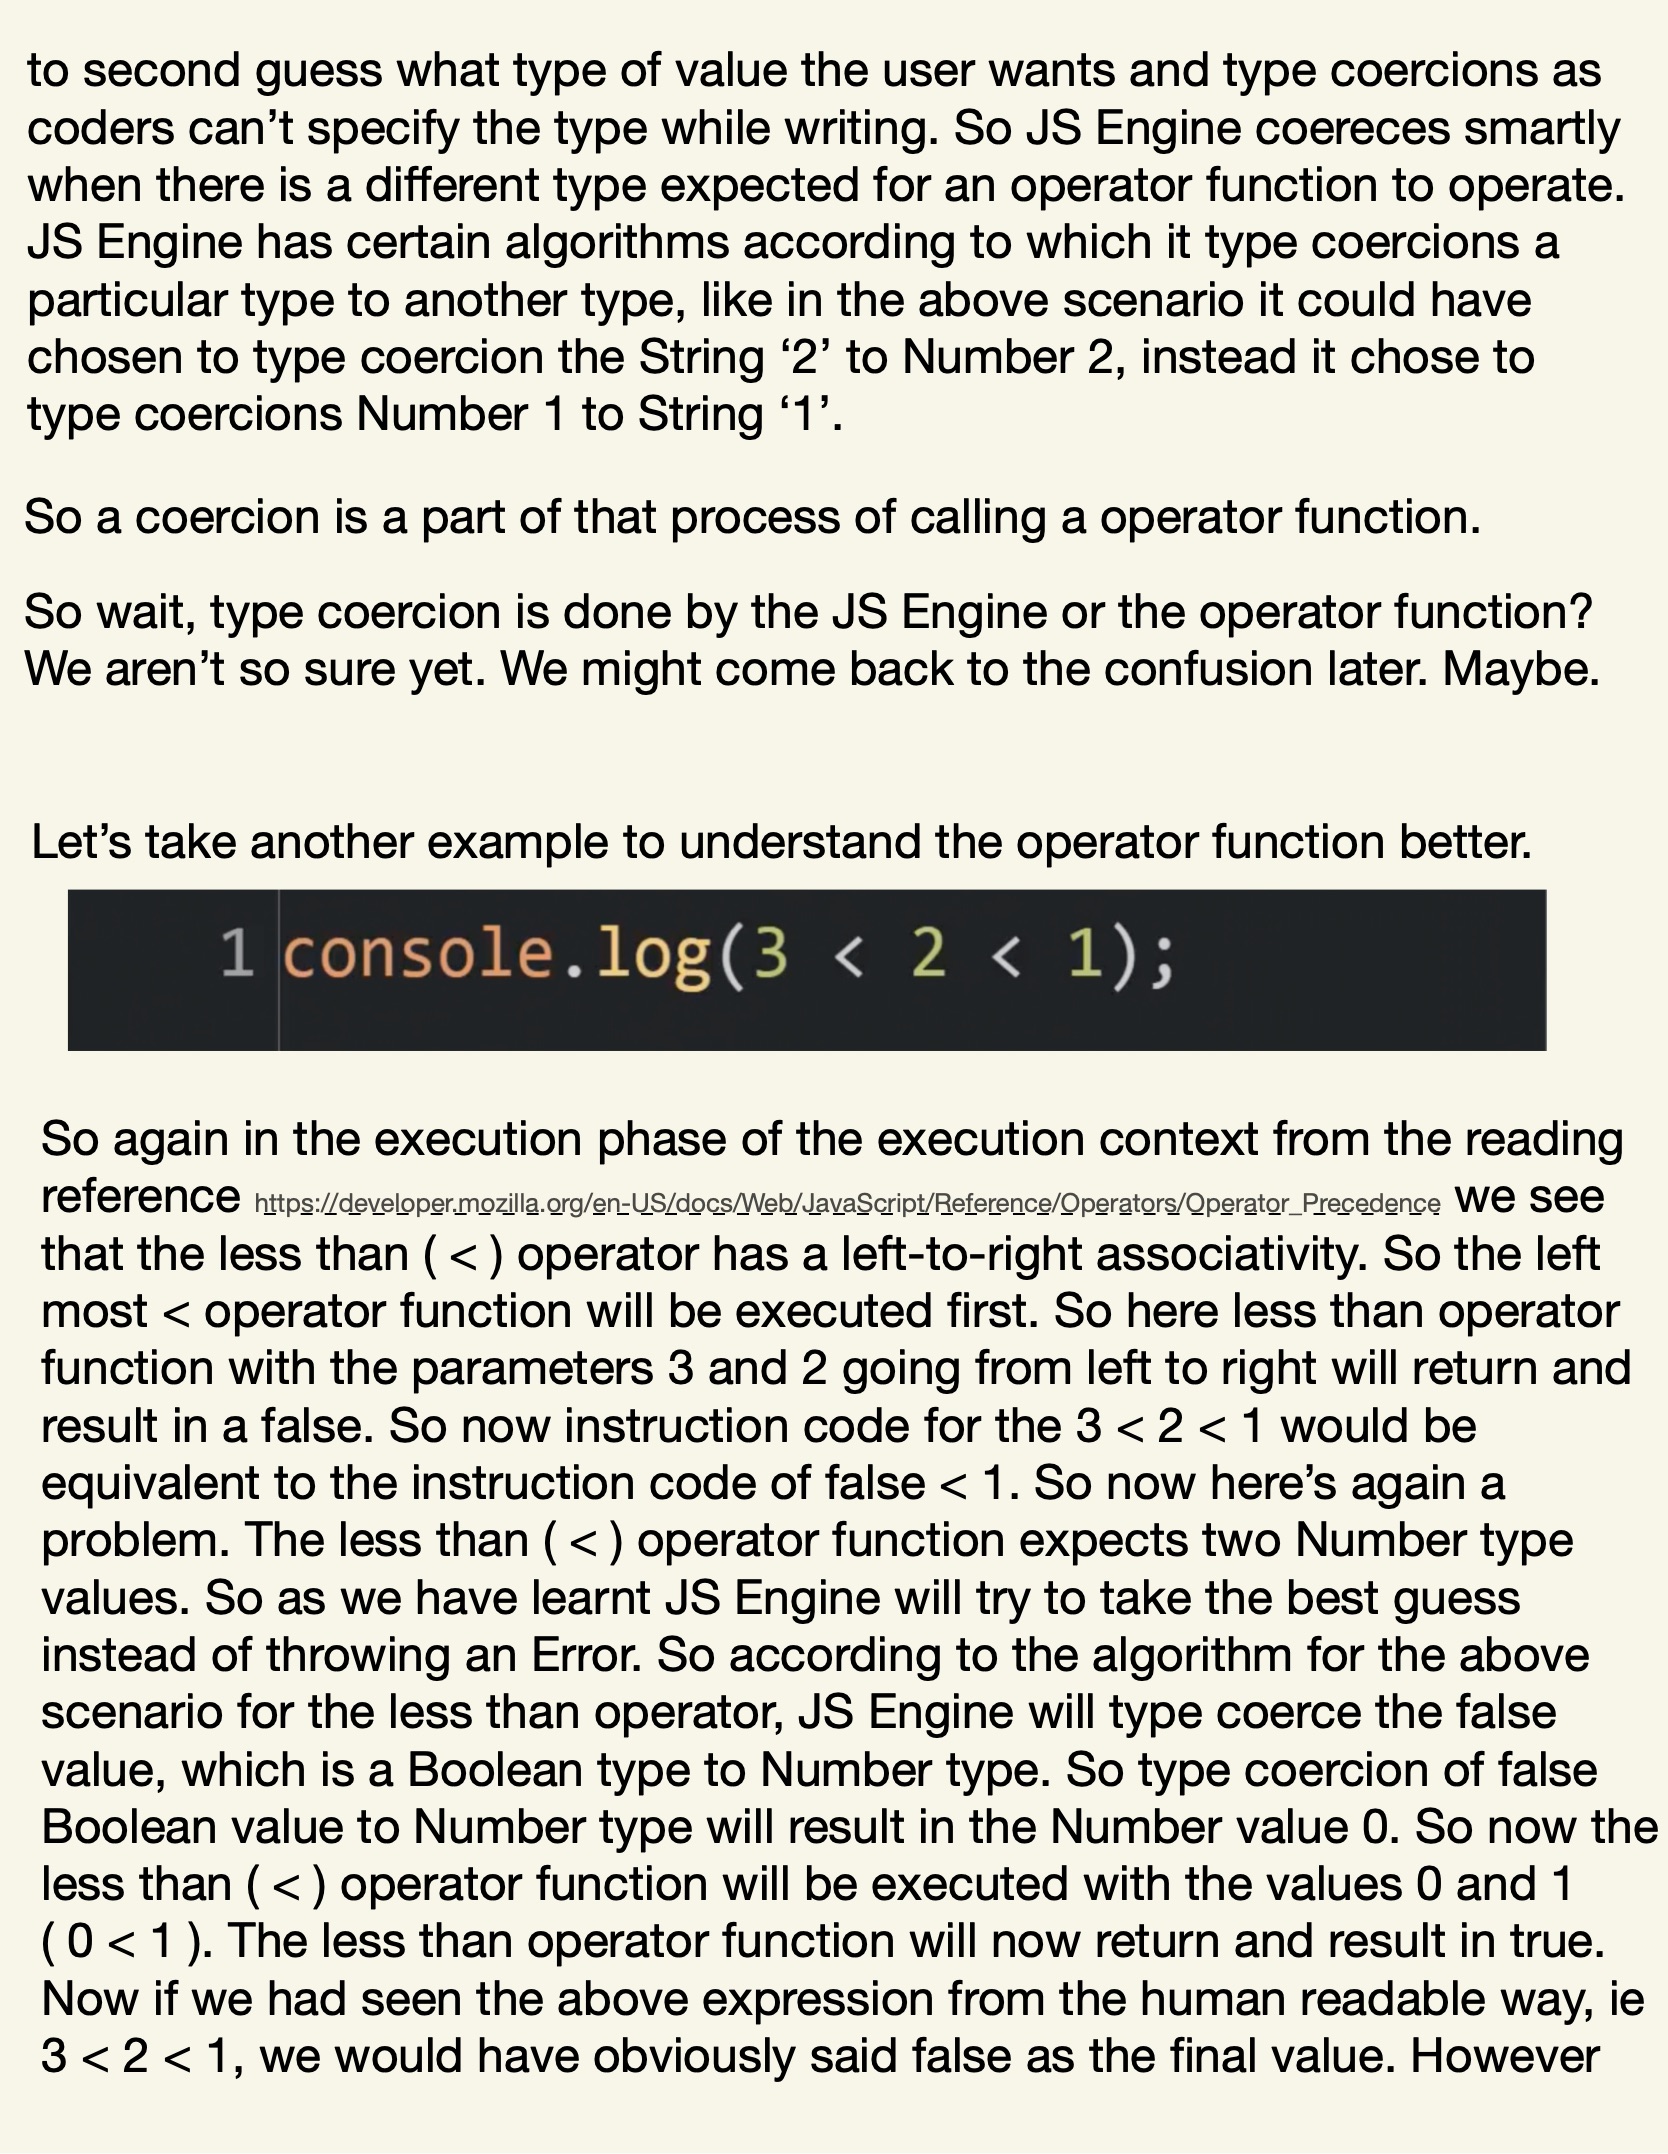 to second guess what type of value the user wants and type coercions as
coders can’t specify the type while writing. So JS Engine coereces smartly
when there is a different type expected for an operator function to operate.
JS Engine has certain algorithms according to which it type coercions a
particular type to another type, like in the above scenario it could have
chosen to type coercion the String ‘2’ to Number 2, instead it chose to
type coercions Number 1 to String ‘1’.
So a coercion is a part of that process of calling a operator function.
So wait, type coercion is done by the JS Engine or the operator function?
We aren’t so sure yet. We might come back to the confusion later. Maybe.
Let’s take another example to understand the operator function better.
1 console.log(3 < 2 < 1);
So again in the execution phase of the execution context from the reading
reference https://developer.mozilla.org/en-US/docs/Web/JavaScript/Reference/Operators/Operator_Precedence we see
that the less than ( < ) operator has a left-to-right associativity. So the left
most < operator function will be executed first. So here less than operator
function with the parameters 3 and 2 going from left to right will return and
result in a false. So now instruction code for the 3 < 2 < 1 would be
equivalent to the instruction code of false < 1. So now here’s again a
problem. The less than ( < ) operator function expects two Number type
values. So as we have learnt JS Engine will try to take the best guess
instead of throwing an Error. So according to the algorithm for the above
scenario for the less than operator, JS Engine will type coerce the false
value, which is a Boolean type to Number type. So type coercion of false
Boolean value to Number type will result in the Number value 0. So now the
less than ( < ) operator function will be executed with the values 0 and 1
( 0 < 1 ). The less than operator function will now return and result in true.
Now if we had seen the above expression from the human readable way, ie
3 < 2 < 1, we would have obviously said false as the final value. However